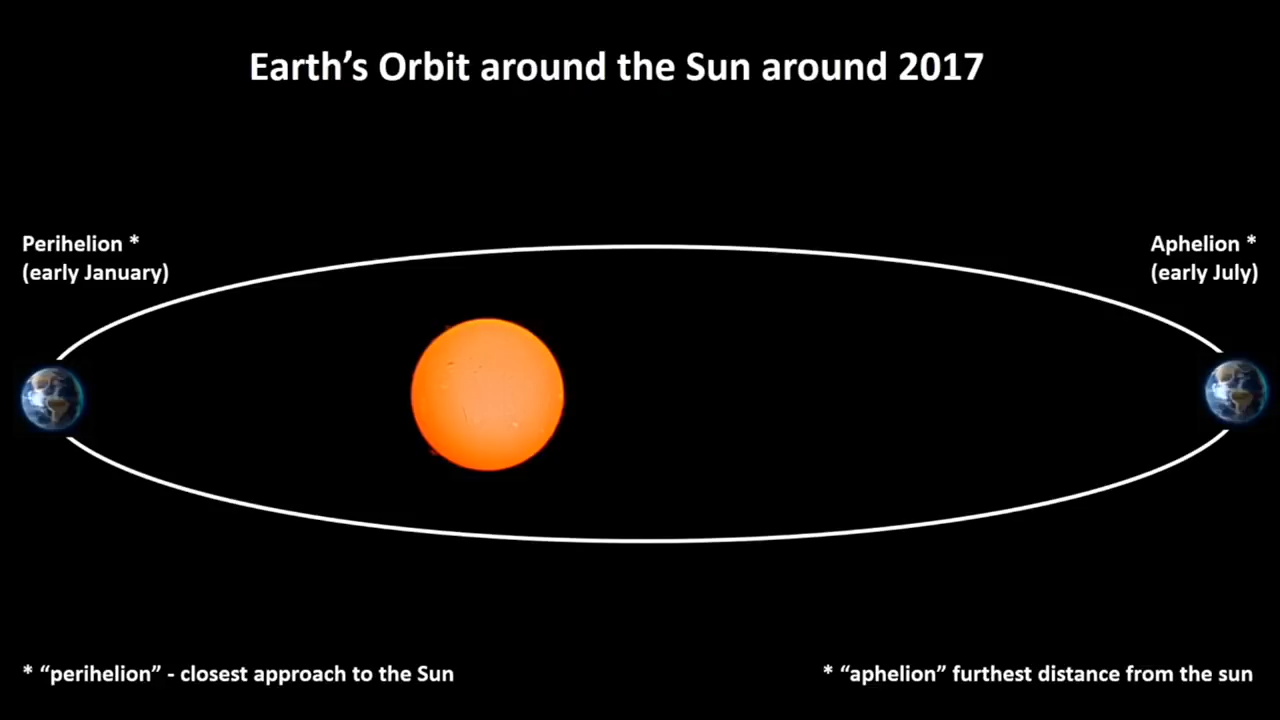 Earth’s Orbit around the Sun around 2017
Perihelion *
(early January)
Aphelion *
(early July)
* “perihelion” - closest approach to the Sun
* “aphelion” furthest distance from the sun